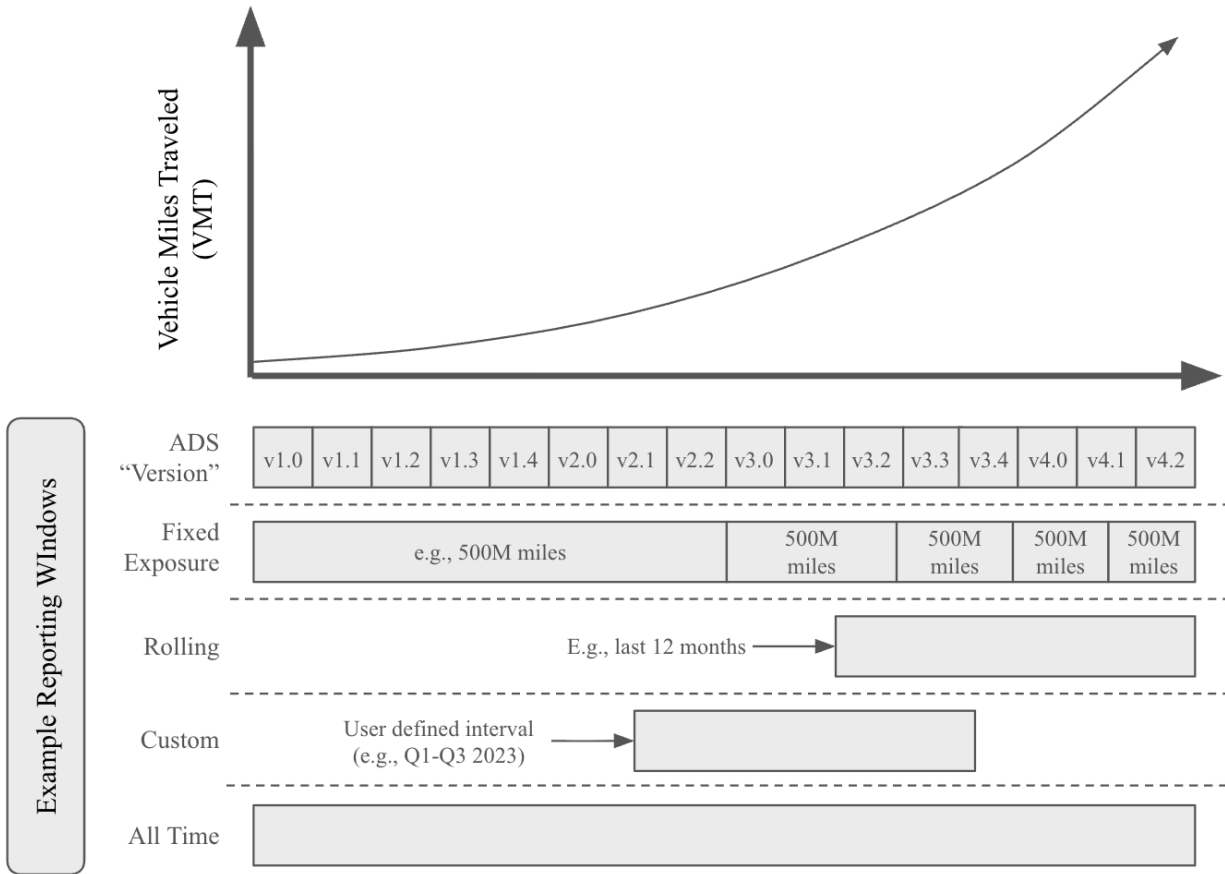 Vehicle Miles Traveled
(VMT)
Example Reporting WIndows
ADS
“Version”
v1.0 v1.1 v1.2 v1.3 v1.4 v2.0 v2.1 v2.2 v3.0 v3.1 v3.2 v3.3 v3.4 v4.0 v4.1 v4.2
Fixed
Exposure
e.g., 500M miles
500M
miles
500M
miles
500M
miles
500M
miles
Rolling
E.g., last 12 months
Custom
User defined interval
(e.g., Q1-Q3 2023)
All Time